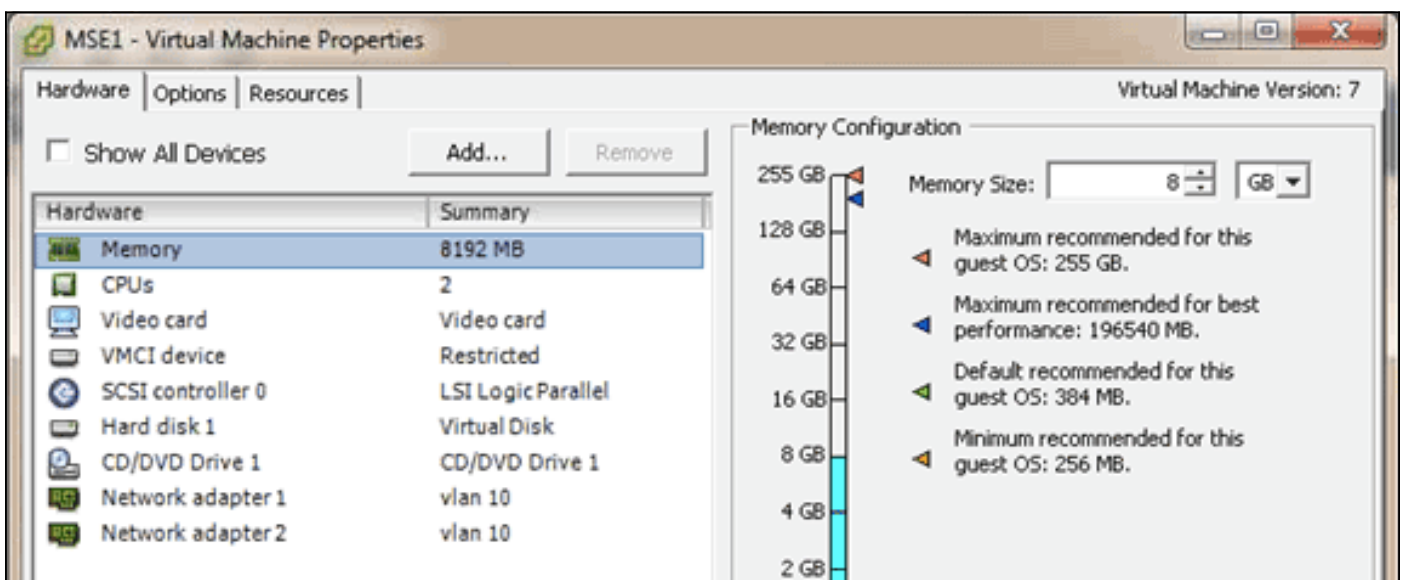 MSE1 - Virtual Machine Properties
Hardware Options Resources
Virtual Machine Version: 7
Show All Devices Add... Remove
Hardware Summary
Memory 8192 MB
CPUs 2
Video card Video card
VMCI device Restricted
SCSI controller 0 LSI Logic Parallel
Hard disk 1 Virtual Disk
CD/DVD Drive 1 CD/DVD Drive 1
Network adapter 1 vlan 10
Network adapter 2 vlan 10
Memory Configuration
255 GB
128 GB
64 GB
32 GB
16 GB
8 GB
4 GB
2 GB
Memory Size: 8 GB
Maximum recommended for this
guest OS: 255 GB.
Maximum recommended for best
performance: 196540 MB.
Default recommended for this
guest OS: 384 MB.
Minimum recommended for this
guest OS: 256 MB.